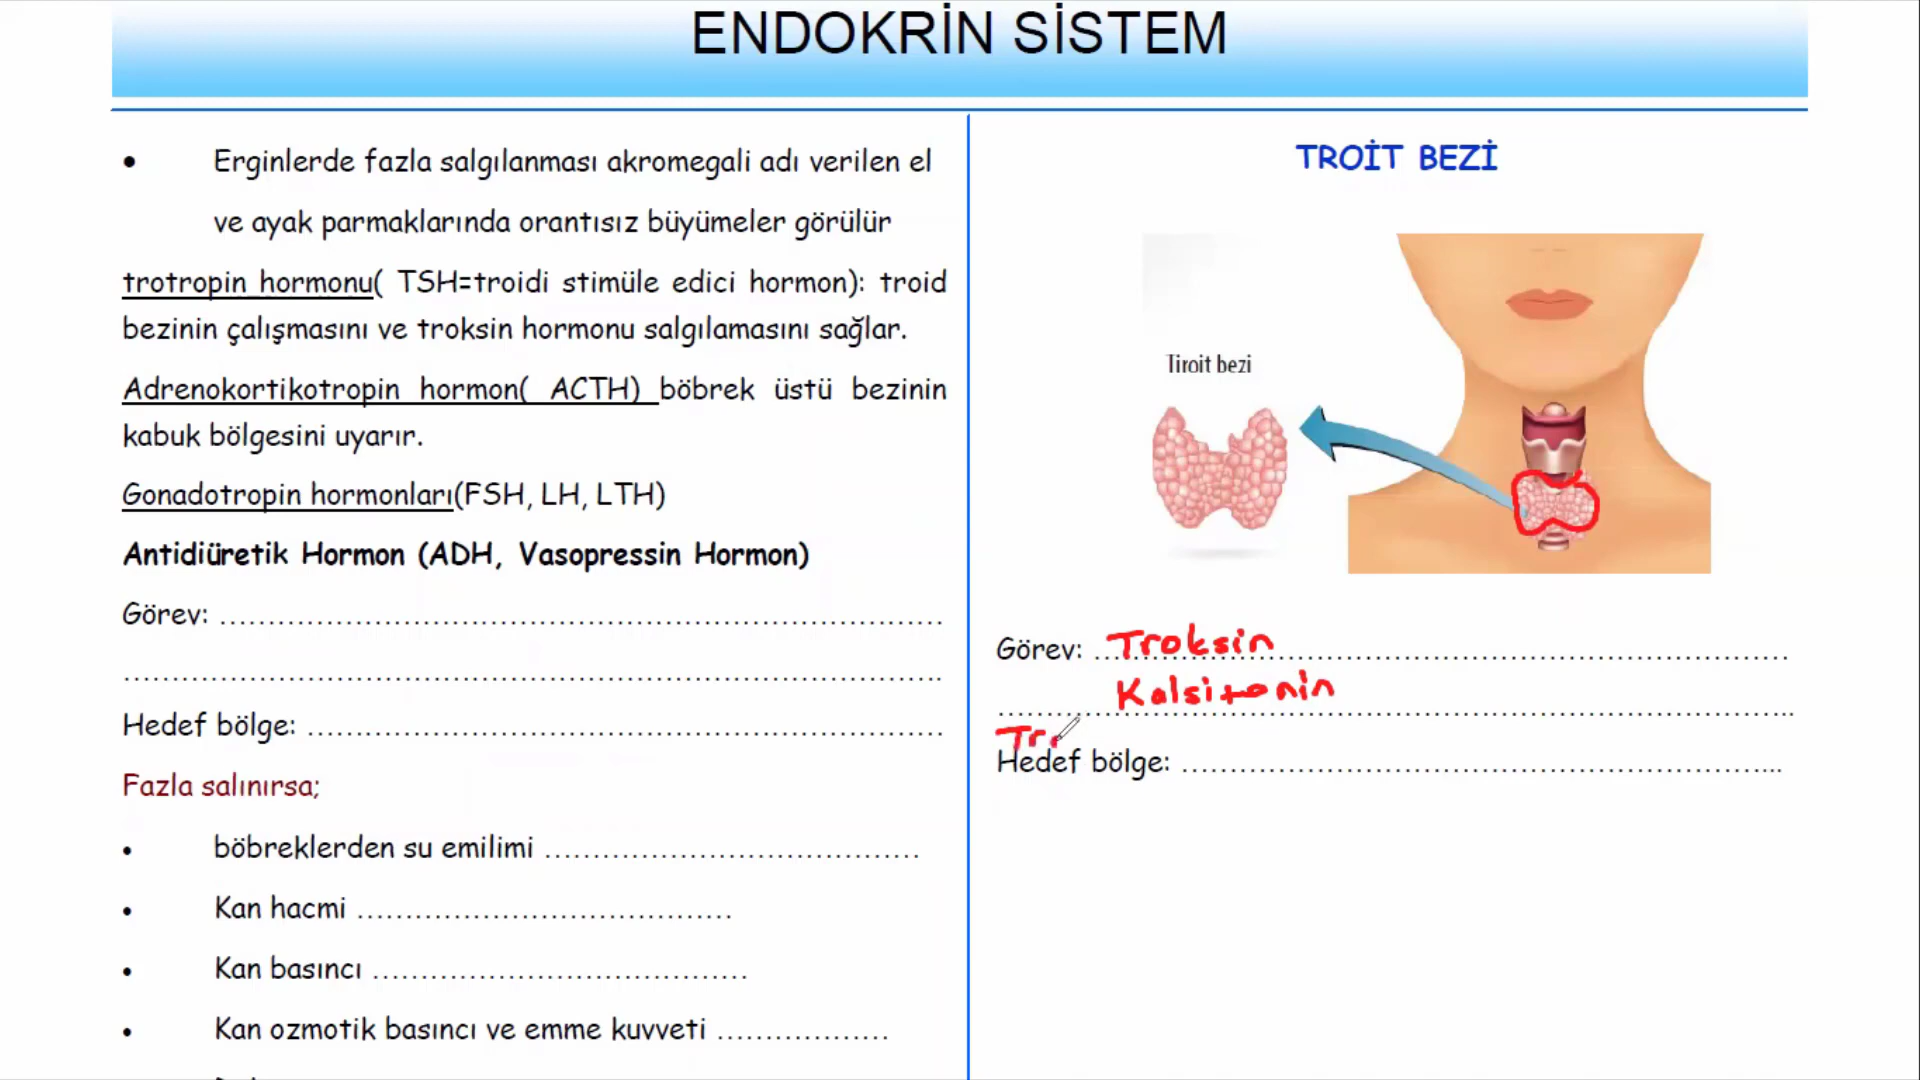 ENDOKRİN SİSTEM
• Erginlerde fazla salgılanması akromegali adı verilen el
ve ayak parmaklarında orantısız büyümeler görülür
trotropin hormonu( TSH=troidi stimüle edici hormon): troid
bezinin çalışmasını ve troksin hormonu salgılamasını sağlar.
Adrenokortikotropin hormon( ACTH) böbrek üstü bezinin
kabuk bölgesini uyarır.
Gonadotropin hormonları(FSH, LH, LTH)
Antidiüretik Hormon (ADH, Vasopressin Hormon)
Görev: ……………………………………………………………
……………………………………………………………………
Hedef bölge: ……………………………………………………
Fazla salınırsa;
• böbreklerden su emilimi …………………………………
• Kan hacmi …………………………………
• Kan basıncı …………………………………
• Kan ozmotik basıncı ve emme kuvveti ………………
TROİT BEZİ
Tiroit bezi
Görev: Troksin
Kalsitonin
Tr
Hedef bölge: …………………………………………………...